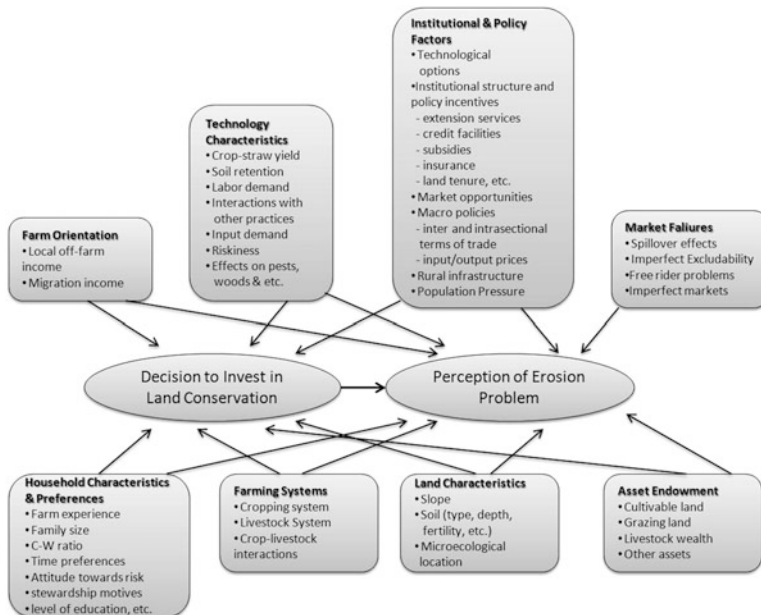 Institutional & Policy
Factors
•Technological
options
•Institutional structure and
policy incentives
- extension services
- credit facilities
- subsidies
- insurance
- land tenure, etc.
•Market opportunities
•Macro policies
- inter and intrasectional
terms of trade
- input/output prices
•Rural infrastructure
•Population Pressure
Technology
Characteristics
•Crop-straw yield
•Soil retention
•Labor demand
•Interactions with
other practices
•Input demand
•Riskiness
•Effects on pests,
woods & etc.
Farm Orientation
•Local off-farm
income
•Migration income
Market Faliures
•Spillover effects
•Imperfect Excludability
•Free rider problems
•Imperfect markets
Decision to Invest in
Land Conservation
Perception of Erosion
Problem
Household Characteristics
& Preferences
•Farm experience
•Family size
•C-W ratio
•Time preferences
•Attitude towards risk
•stewardship motives
•level of education, etc.
Farming Systems
•Cropping system
•Livestock System
•Crop-livestock
interactions
Land Characteristics
•Slope
•Soil (type, depth,
fertility, etc.)
•Microecological
location
Asset Endowment
•Cultivable land
•Grazing land
•Livestock wealth
•Other assets